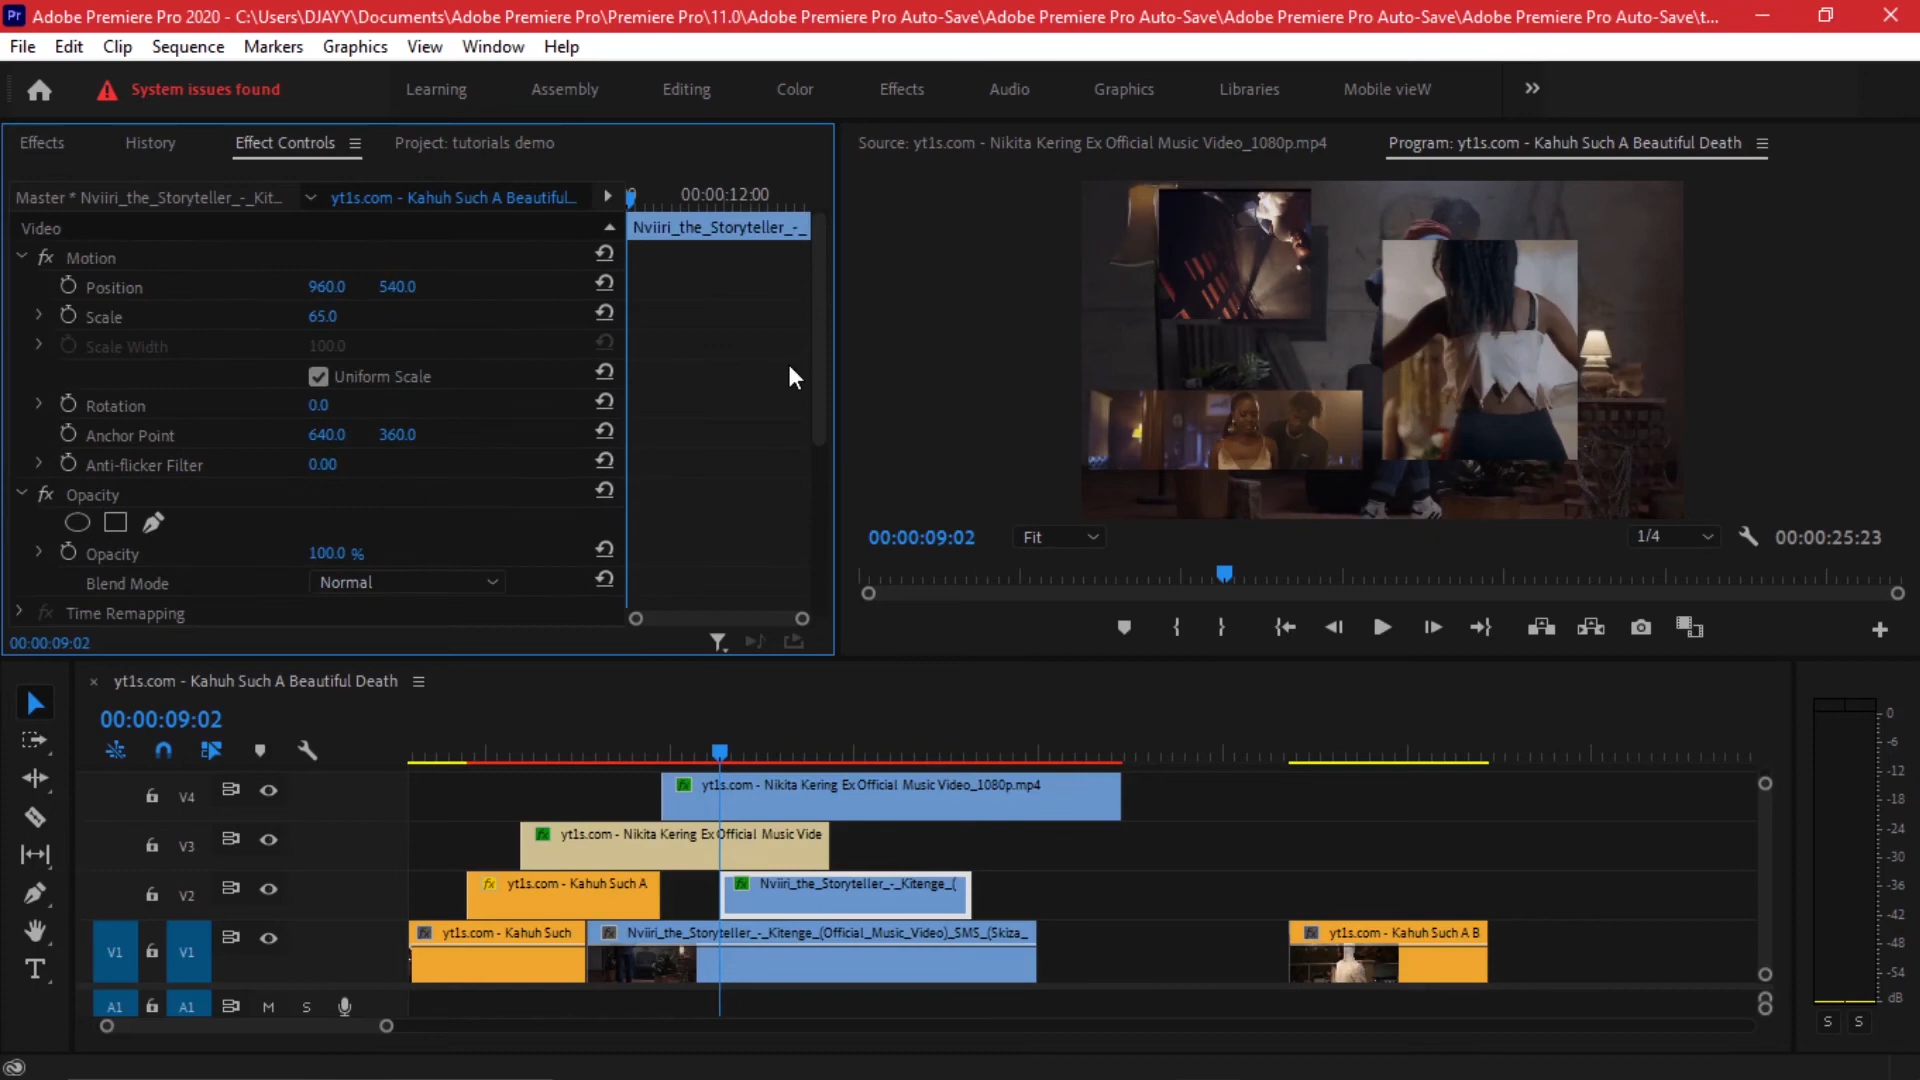 Pr Adobe Premiere Pro 2020 - C:\Users\DJAYY\Documents\Adobe Premiere Pro\Premiere Pro\11.0\Adobe Premiere Pro Auto-Save\Adobe Premiere Pro Auto-Save\Adobe Premiere Pro Auto-Save\Adobe Premiere Pro Auto-Save\t...
File Edit Clip Sequence Markers Graphics View Window Help
System issues found Learning Assembly Editing Color Effects Audio Graphics Libraries Mobile vieW
Effects History Effect Controls Project: tutorials demo
Source: yt1s.com - Nikita Kering Ex Official Music Video_1080p.mp4 Program: yt1s.com - Kahuh Such A Beautiful Death
Master * Nviiri_the_Storyteller_-_Kit... yt1s.com - Kahuh Such A Beautiful... 00:00:12:00
Video Nviiri_the_Storyteller_-_
fx Motion
Position 960.0 540.0
Scale 65.0
Scale Width 100.0
Uniform Scale
Rotation 0.0
Anchor Point 640.0 360.0
Anti-flicker Filter 0.00
fx Opacity
Opacity 100.0 %
Blend Mode Normal
fx Time Remapping
00:00:09:02
00:00:09:02 Fit 1/4 00:00:25:23
yt1s.com - Kahuh Such A Beautiful Death
00:00:09:02
V4 fx yt1s.com - Nikita Kering Ex Official Music Video_1080p.mp4
V3 fx yt1s.com - Nikita Kering Ex Official Music Vide
V2 fx yt1s.com - Kahuh Such A fx Nviiri_the_Storyteller_-_Kitenge_(
V1 V1 fx yt1s.com - Kahuh Such fx Nviiri_the_Storyteller_-_Kitenge_(Official_Music_Video)_SMS_(Skiza_ fx yt1s.com - Kahuh Such A B
A1 A1 M S
0
-6
-12
-18
-24
-30
-36
-42
-48
-54
dB
S S